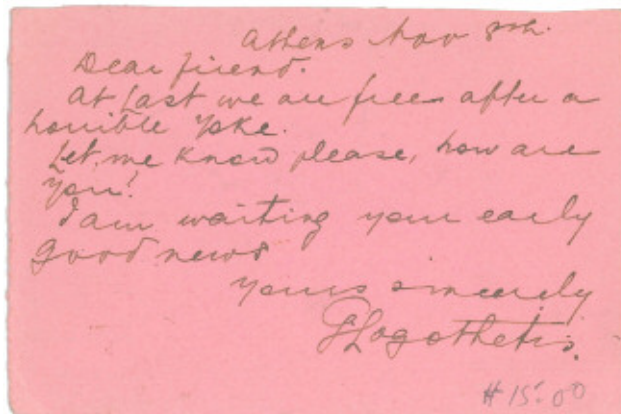 Athens Nov 8th.
Dear friend.
At last we are free after a
horrible Yoke.
Let me know please, how are
you?
I am waiting your early
good news
yours sincerely
GLogothetis.
# 15.00